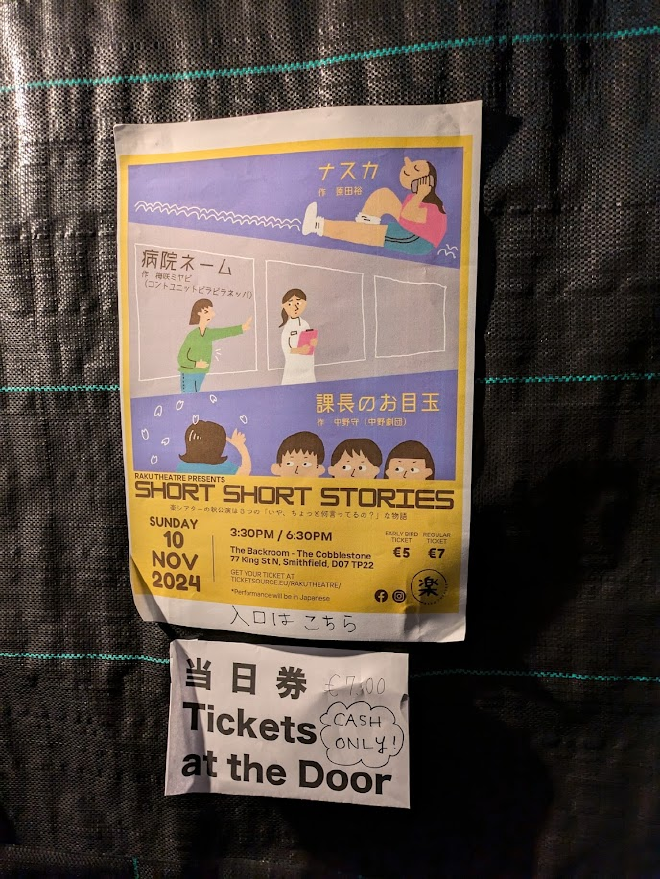 ナスカ
作 笹田裕
病院ネーム
作 梅咲ミヤビ
(コントユニットピラピラネッパ)
課長のお目玉
作 中野守(中野劇団)
RAKU THEATRE PRESENTS
SHORT SHORT STORIES
楽シアターの秋公演は3つの「いや、ちょっと何言ってるの?」な物語
SUNDAY
10
NOV
2024
3:30PM / 6:30PM
The Backroom - The Cobblestone
77 King St N, Smithfield, D07 TP22
GET YOUR TICKET AT
TICKETSOURCE.EU/RAKUTHEATRE/
*Performance will be in Japanese
EARLY BIRD
TICKET
€5
REGULAR
TICKET
€7
楽
入口は こちら
当日券 €7.00
Tickets
at the Door
CASH
ONLY!